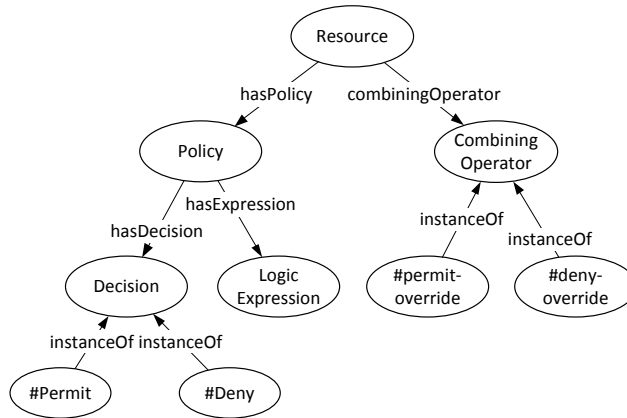 Resource
hasPolicy
combiningOperator
Policy
Combining
Operator
hasExpression
hasDecision
instanceOf
instanceOf
Decision
Logic
Expression
#permit-
override
#deny-
override
instanceOf instanceOf
#Permit
#Deny